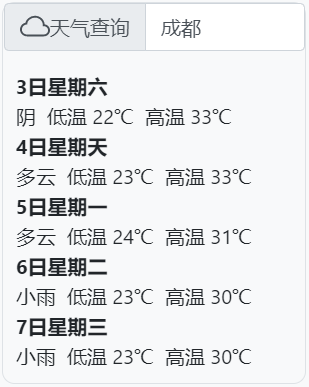 天气查询 成都
3日星期六
阴 低温 22℃ 高温 33℃
4日星期天
多云 低温 23℃ 高温 33℃
5日星期一
多云 低温 24℃ 高温 31℃
6日星期二
小雨 低温 23℃ 高温 30℃
7日星期三
小雨 低温 23℃ 高温 30℃